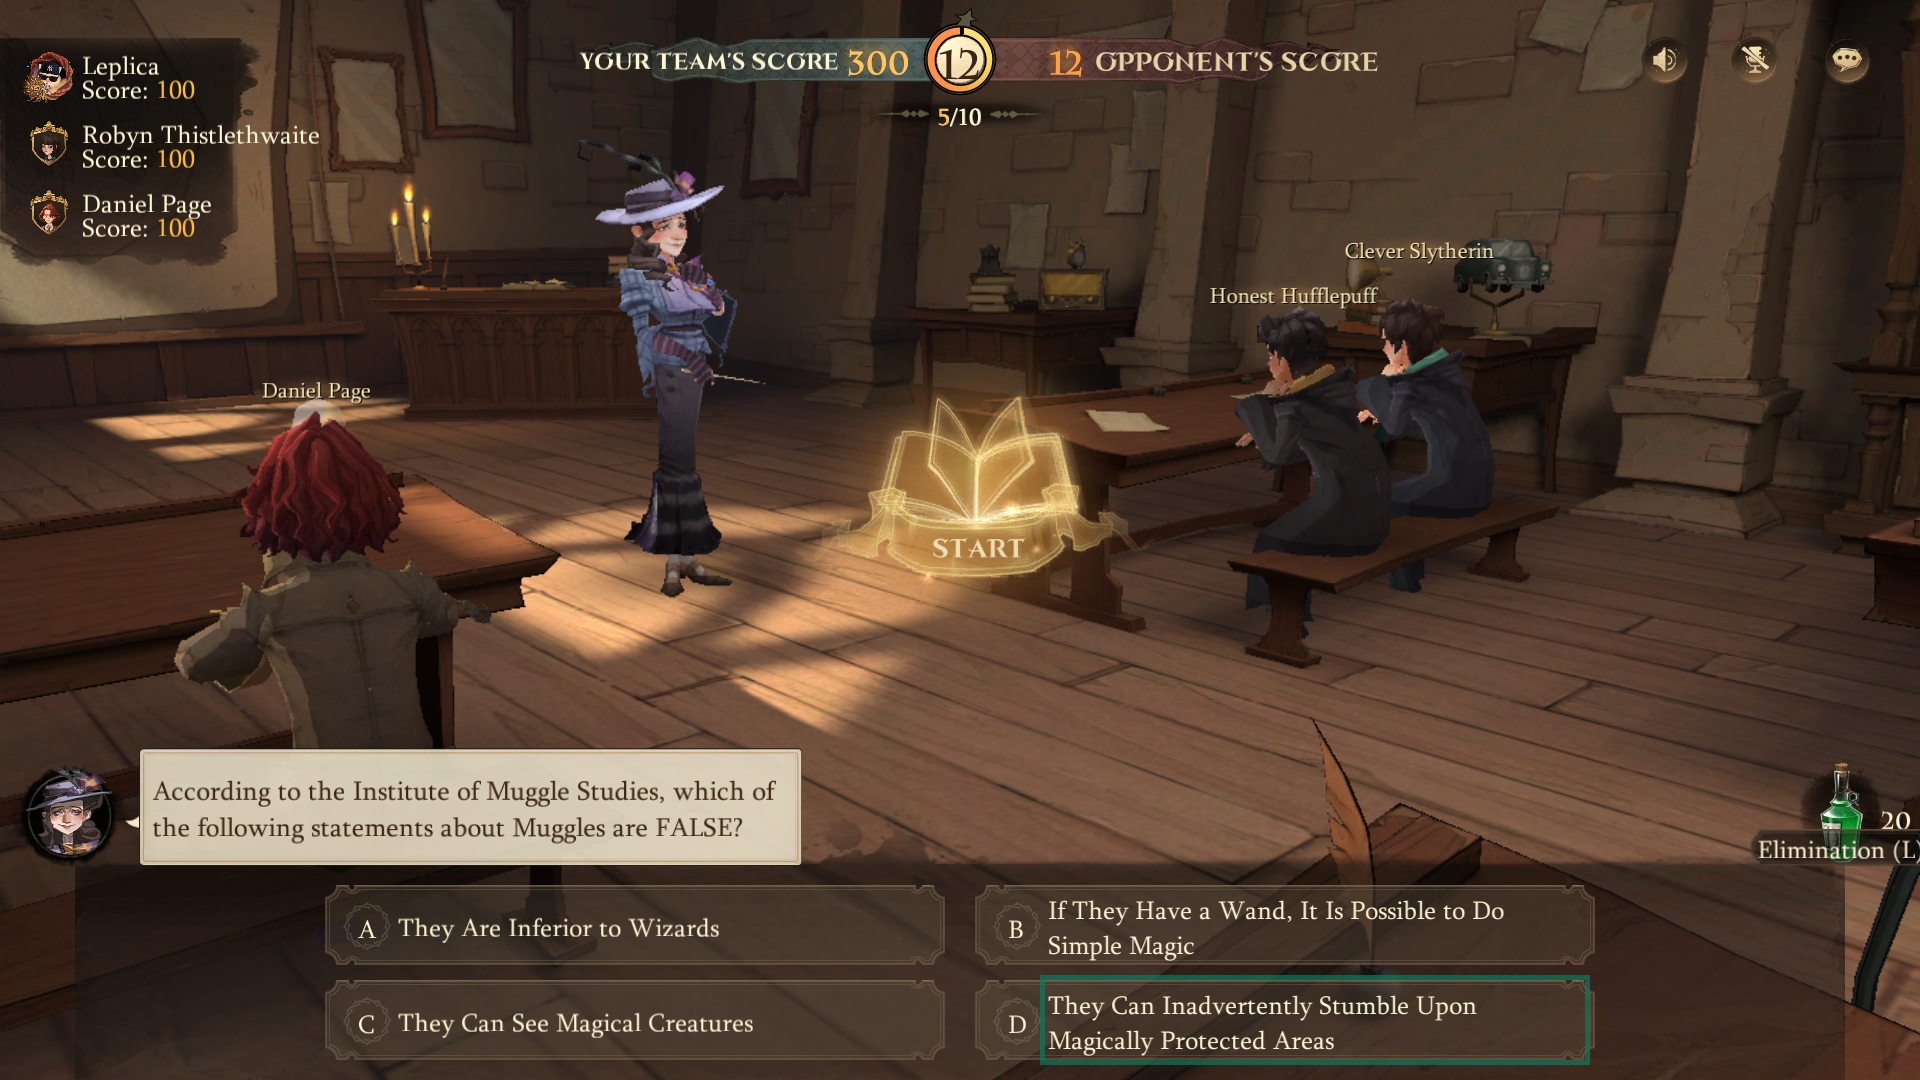 Leplica
Score: 100
Robyn Thistlethwaite
Score: 100
Daniel Page
Score: 100
YOUR TEAM'S SCORE 300
12
12 OPPONENT'S SCORE
5/10
Clever Slytherin
Honest Hufflepuff
Daniel Page
START
According to the Institute of Muggle Studies, which of
the following statements about Muggles are FALSE?
20
Elimination (L)
A They Are Inferior to Wizards
B If They Have a Wand, It Is Possible to Do
Simple Magic
C They Can See Magical Creatures
D They Can Inadvertently Stumble Upon
Magically Protected Areas